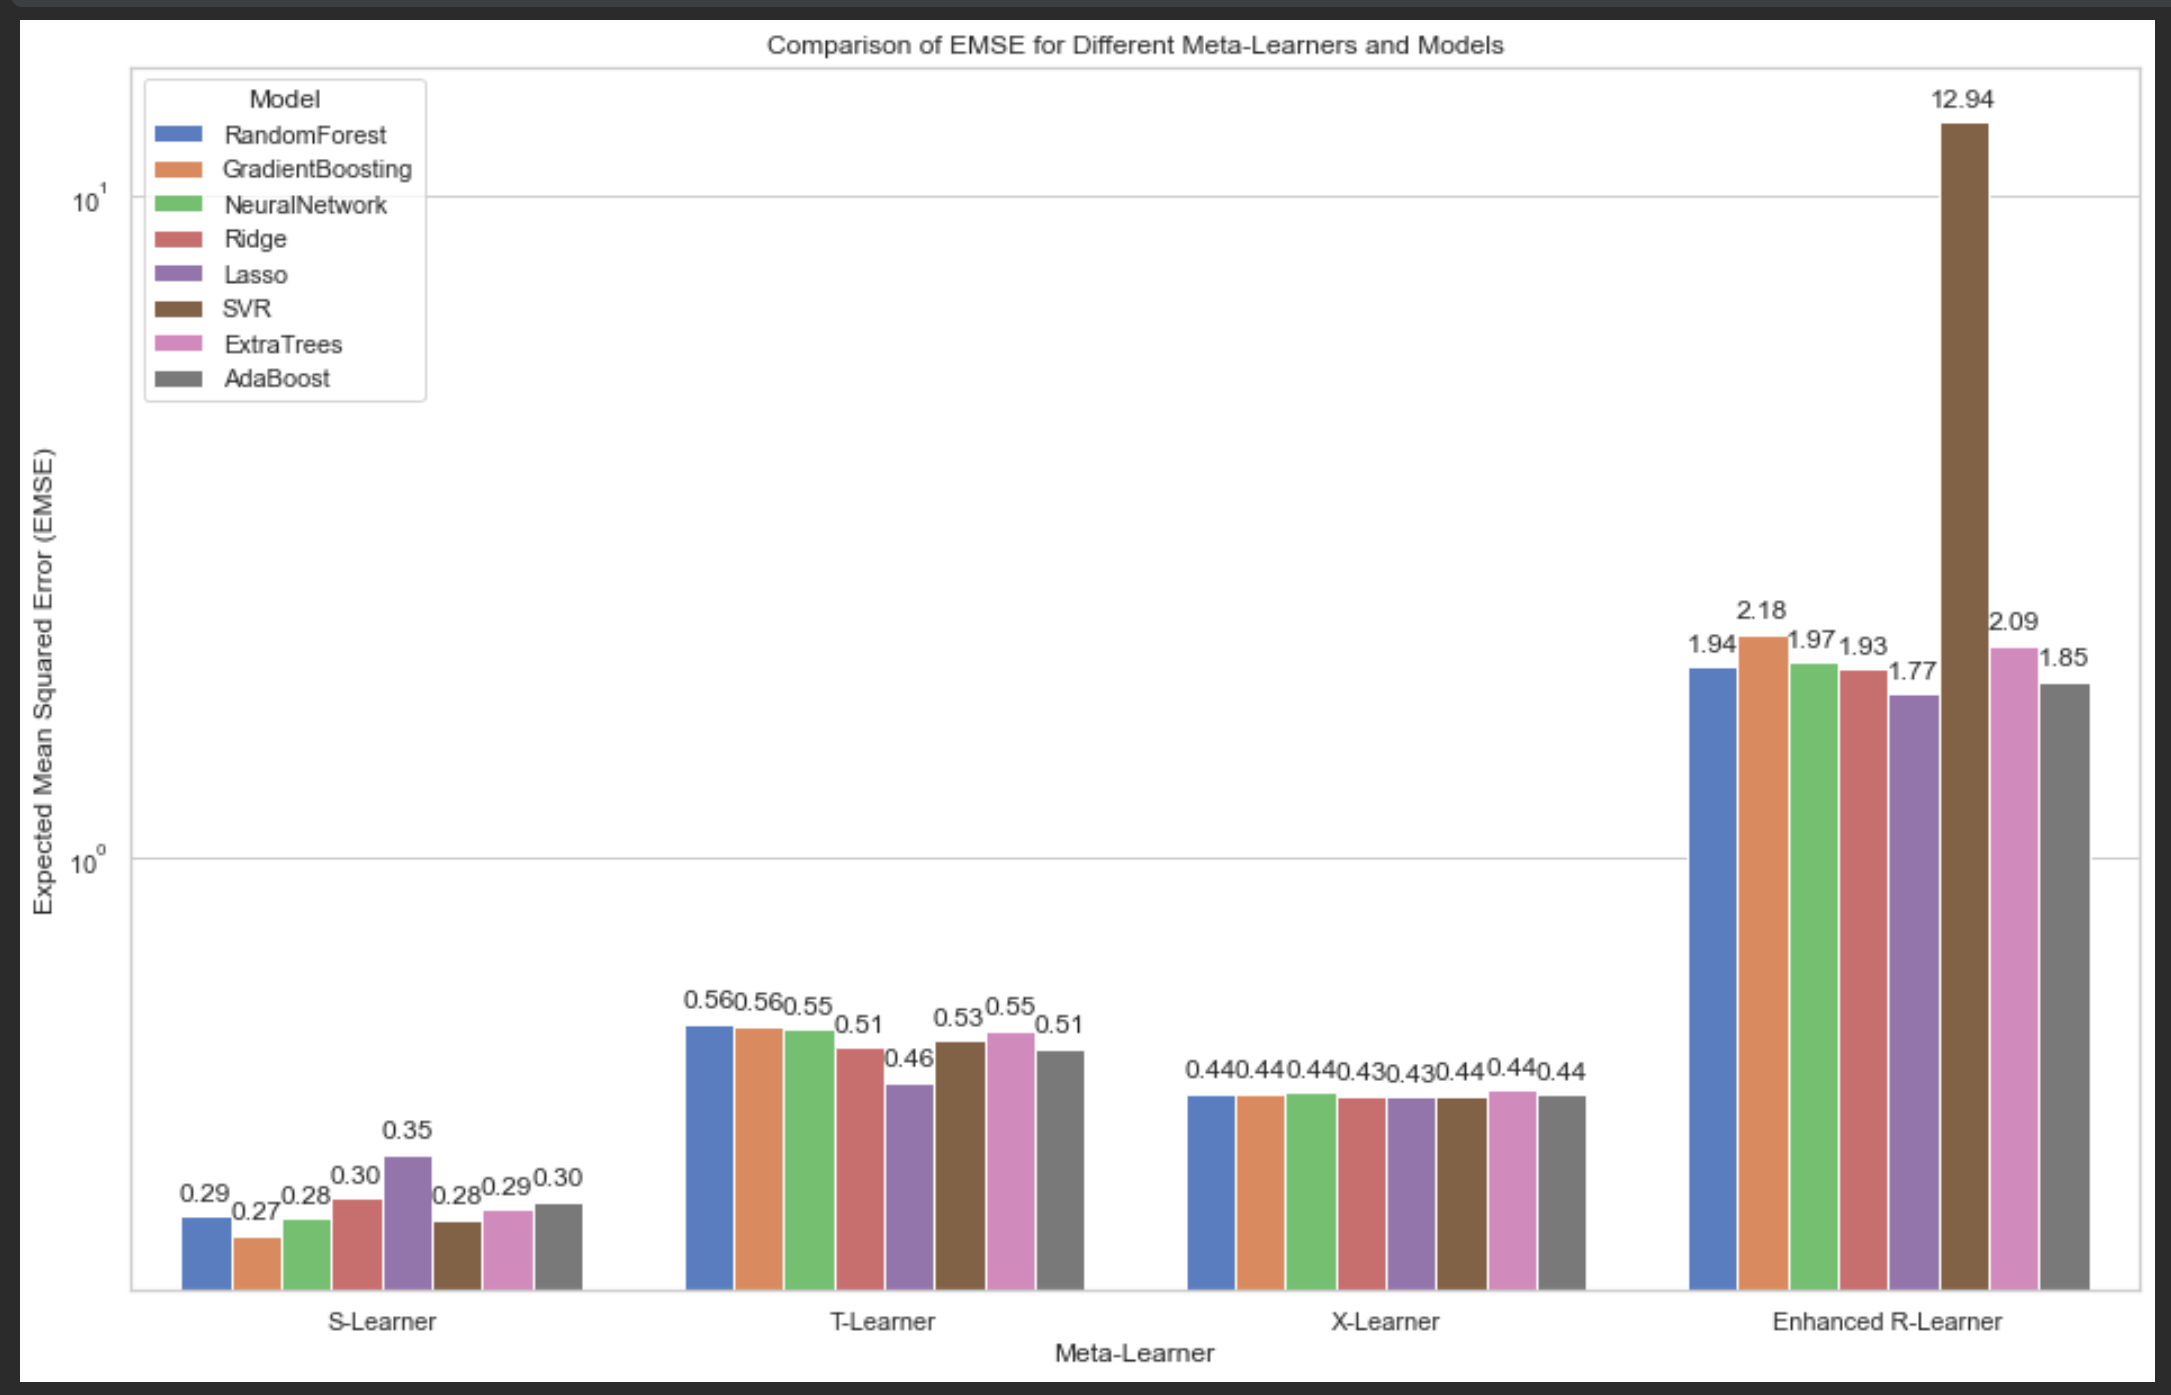 Comparison of EMSE for Different Meta-Learners and Models
Model
RandomForest
GradientBoosting
NeuralNetwork
Ridge
Lasso
SVR
ExtraTrees
AdaBoost
Expected Mean Squared Error (EMSE)
10¹
10⁰
0.29
0.27
0.28
0.30
0.35
0.28
0.29
0.30
0.56
0.56
0.55
0.51
0.46
0.53
0.55
0.51
0.44
0.44
0.44
0.43
0.43
0.44
0.44
0.44
1.94
2.18
1.97
1.93
1.77
12.94
2.09
1.85
S-Learner
T-Learner
X-Learner
Enhanced R-Learner
Meta-Learner